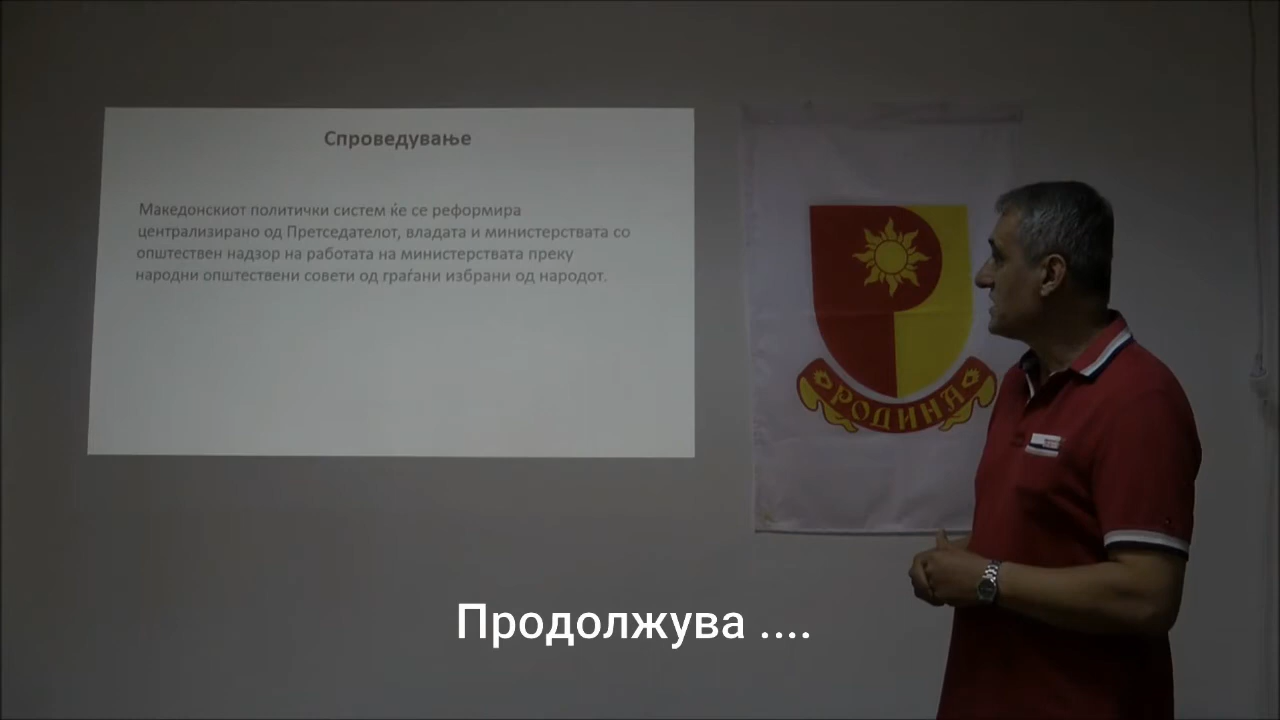 Спроведување
Македонскиот политички систем ќе се реформира
централизирано од Претседателот, владата и министерствата со
општествен надзор на работата на министерствата преку
народни општествени совети од граѓани избрани од народот.
РОДИНА
Продолжува ....